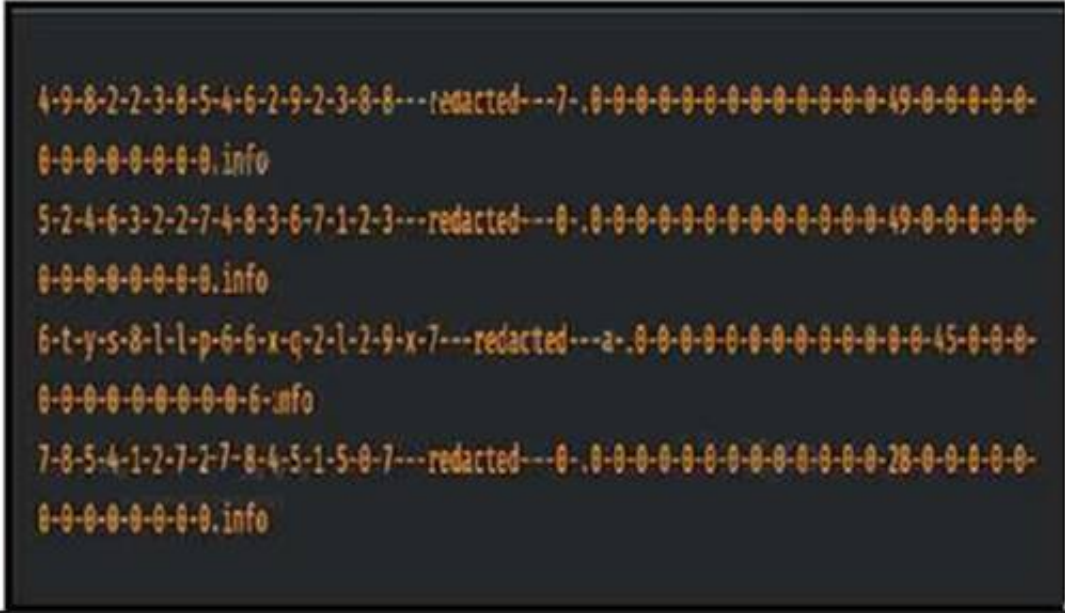 4-9-8-2-2-3-8-5-4-6-2-9-2-3-8-8---redacted---7-.0-0-0-0-0-0-0-0-0-0-0-0-0-49-0-0-0-0-0-
0-0-0-0-0-0-0-0.info
5-2-4-6-3-2-2-7-4-8-3-6-7-1-2-3---redacted---0-.0-0-0-0-0-0-0-0-0-0-0-0-0-49-0-0-0-0-0-
0-0-0-0-0-0-0-0.info
6-t-y-s-8-l-l-p-6-6-x-q-2-l-2-9-x-7---redacted---a-.0-0-0-0-0-0-0-0-0-0-0-0-0-45-0-0-0-
0-0-0-0-0-0-0-0-0-6-.info
7-8-5-4-1-2-7-2-7-8-4-5-1-5-0-7---redacted---0-.0-0-0-0-0-0-0-0-0-0-0-0-0-28-0-0-0-0-0-
0-0-0-0-0-0-0-0.info